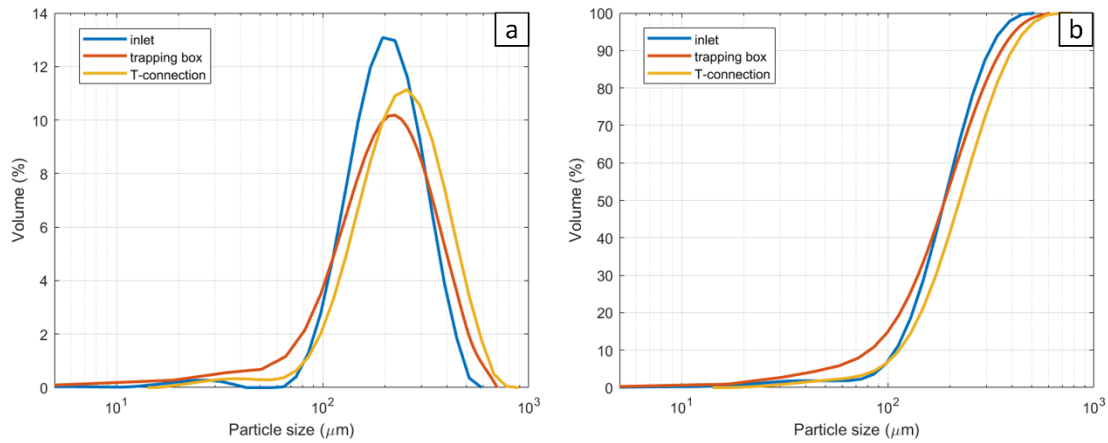 a
inlet
trapping box
T-connection
14
12
10
8
6
4
2
0
Volume (%)
10¹
10²
10³
Particle size (μm)
b
inlet
trapping box
T-connection
100
90
80
70
60
50
40
30
20
10
0
Volume (%)
10¹
10²
10³
Particle size (μm)